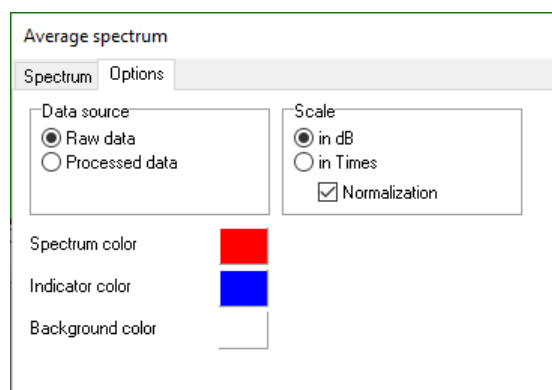 Average spectrum
Spectrum Options
Data source
Raw data
Processed data
Scale
in dB
in Times
Normalization
Spectrum color
Indicator color
Background color